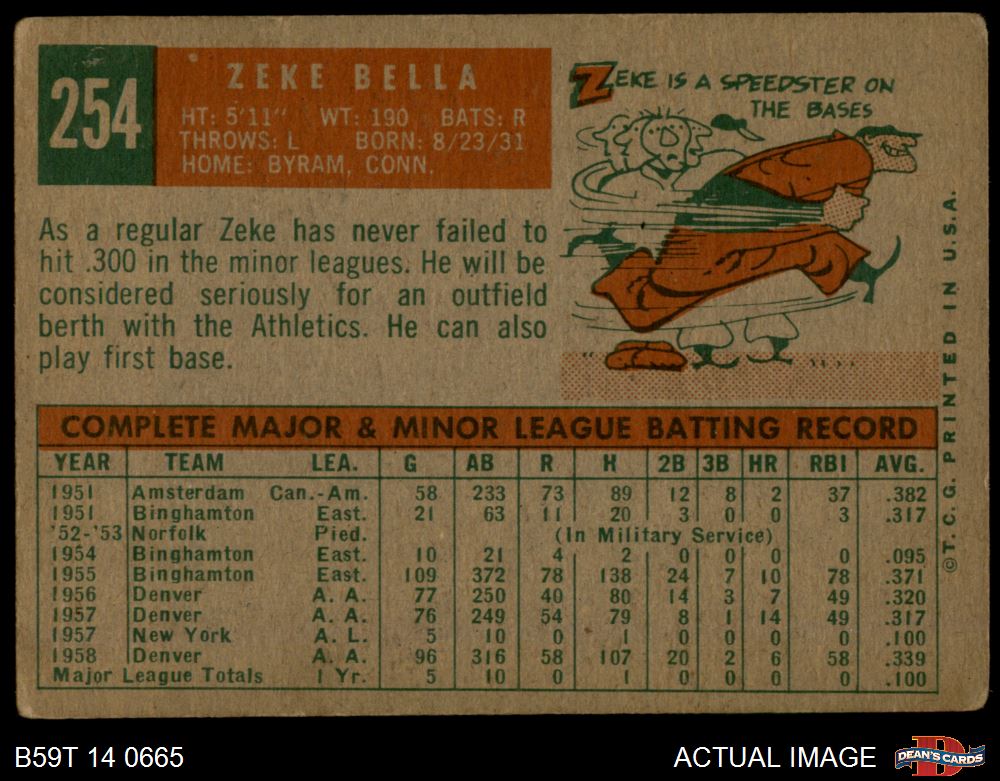 254
ZEKE BELLA
HT: 5'11" WT: 190 BATS: R
THROWS: L BORN: 8/23/31
HOME: BYRAM, CONN.
ZEKE IS A SPEEDSTER ON
THE BASES
As a regular Zeke has never failed to
hit .300 in the minor leagues. He will be
considered seriously for an outfield
berth with the Athletics. He can also
play first base.
COMPLETE MAJOR & MINOR LEAGUE BATTING RECORD
YEAR TEAM LEA. G AB R H 2B 3B HR RBI AVG.
1951 Amsterdam Can.-Am. 58 233 73 89 12 8 2 37 .382
1951 Binghamton East. 21 63 11 20 3 0 0 3 .317
'52-'53 Norfolk Pied. (In Military Service)
1954 Binghamton East. 10 21 4 2 0 0 0 0 .095
1955 Binghamton East. 109 372 78 138 24 7 10 78 .371
1956 Denver A. A. 77 250 40 80 14 3 7 49 .320
1957 Denver A. A. 76 249 54 79 8 1 14 49 .317
1957 New York A. L. 5 10 0 1 0 0 0 0 .100
1958 Denver A. A. 96 316 58 107 20 2 6 58 .339
Major League Totals 1 Yr. 5 10 0 1 0 0 0 0 .100
©T. C. G. PRINTED IN U.S.A.
B59T 14 0665
ACTUAL IMAGE
D
DEAN'S CARDS